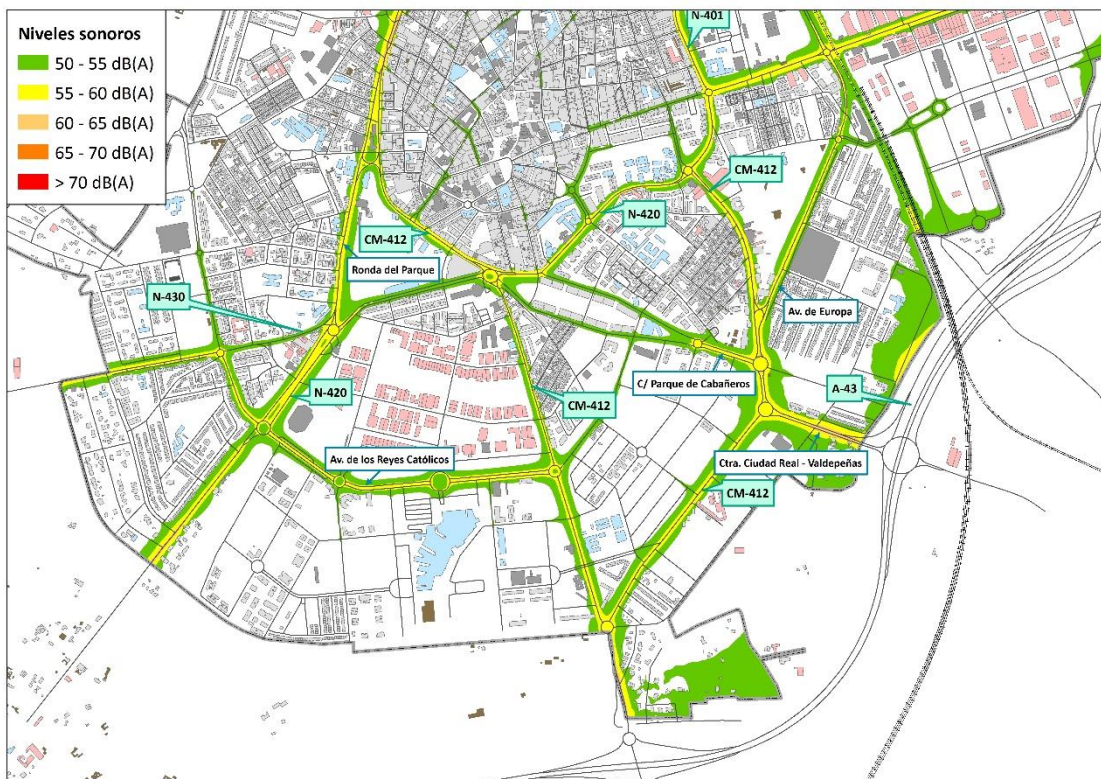 Niveles sonoros
50 - 55 dB(A)
55 - 60 dB(A)
60 - 65 dB(A)
65 - 70 dB(A)
> 70 dB(A)
N-401
CM-412
N-420
CM-412
Ronda del Parque
N-430
Av. de Europa
C/ Parque de Cabañeros
A-43
N-420
CM-412
Av. de los Reyes Católicos
Ctra. Ciudad Real - Valdepeñas
CM-412